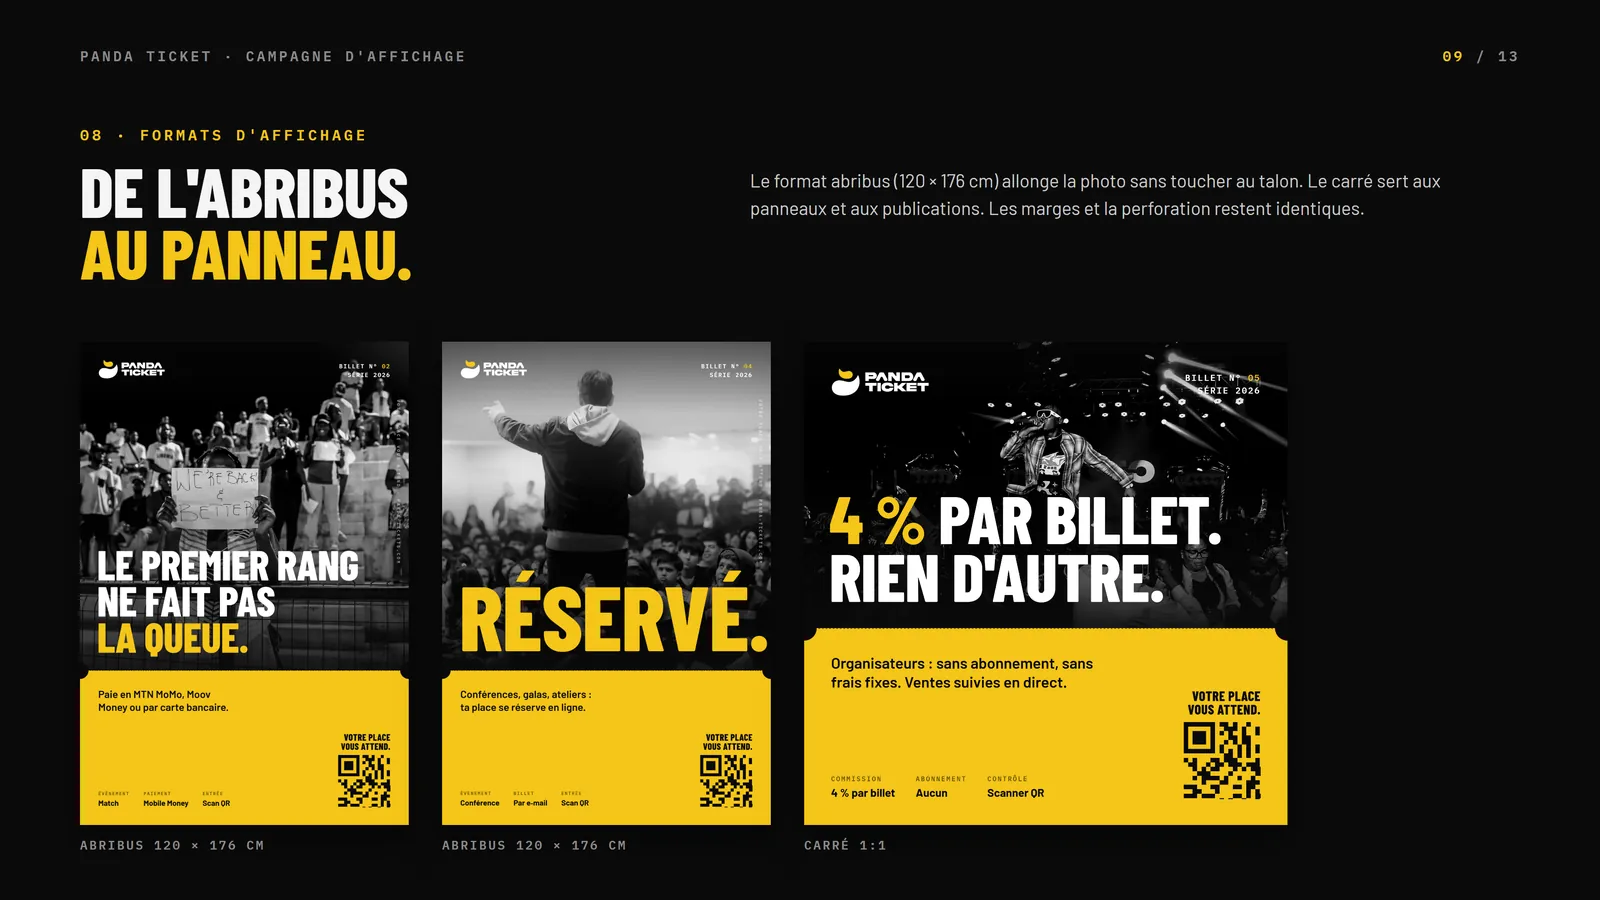 PANDA TICKET · CAMPAGNE D'AFFICHAGE
09 / 13
08 · FORMATS D'AFFICHAGE
DE L'ABRIBUS
AU PANNEAU.
Le format abribus (120 × 176 cm) allonge la photo sans toucher au talon. Le carré sert aux
panneaux et aux publications. Les marges et la perforation restent identiques.
PANDA
TICKET
BILLET N° 02
SÉRIE 2026
WE'RE BACK
&
BETTER
LE PREMIER RANG
NE FAIT PAS
LA QUEUE.
Paie en MTN MoMo, Moov
Money ou par carte bancaire.
VOTRE PLACE
VOUS ATTEND.
ÉVÉNEMENT
PAIEMENT
ENTRÉE
Match
Mobile Money
Scan QR
ABRIBUS 120 × 176 CM
PANDA
TICKET
BILLET N° 04
SÉRIE 2026
RÉSERVÉ.
Conférences, galas, ateliers :
ta place se réserve en ligne.
VOTRE PLACE
VOUS ATTEND.
ÉVÉNEMENT
BILLET
ENTRÉE
Conférence
Par e-mail
Scan QR
ABRIBUS 120 × 176 CM
PANDA
TICKET
BILLET N° 05
SÉRIE 2026
4 % PAR BILLET.
RIEN D'AUTRE.
Organisateurs : sans abonnement, sans
frais fixes. Ventes suivies en direct.
VOTRE PLACE
VOUS ATTEND.
COMMISSION
ABONNEMENT
CONTRÔLE
4 % par billet
Aucun
Scanner QR
CARRÉ 1:1